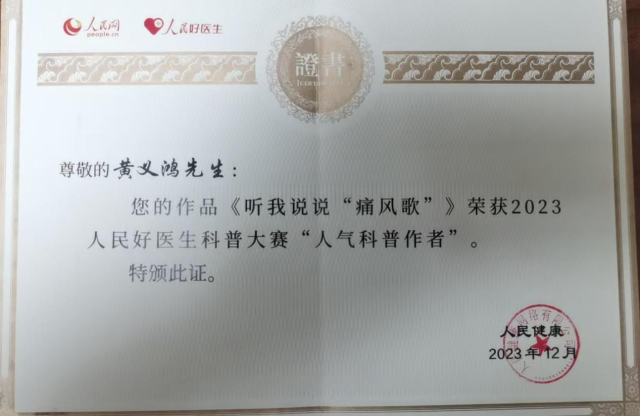 人民网
people.cn
人民好医生
證書
尊敬的黄义鸿先生：
您的作品《听我说说“痛风歌”》荣获2023
人民好医生科普大赛“人气科普作者”。
特颁此证。
人民健康
2023年12月